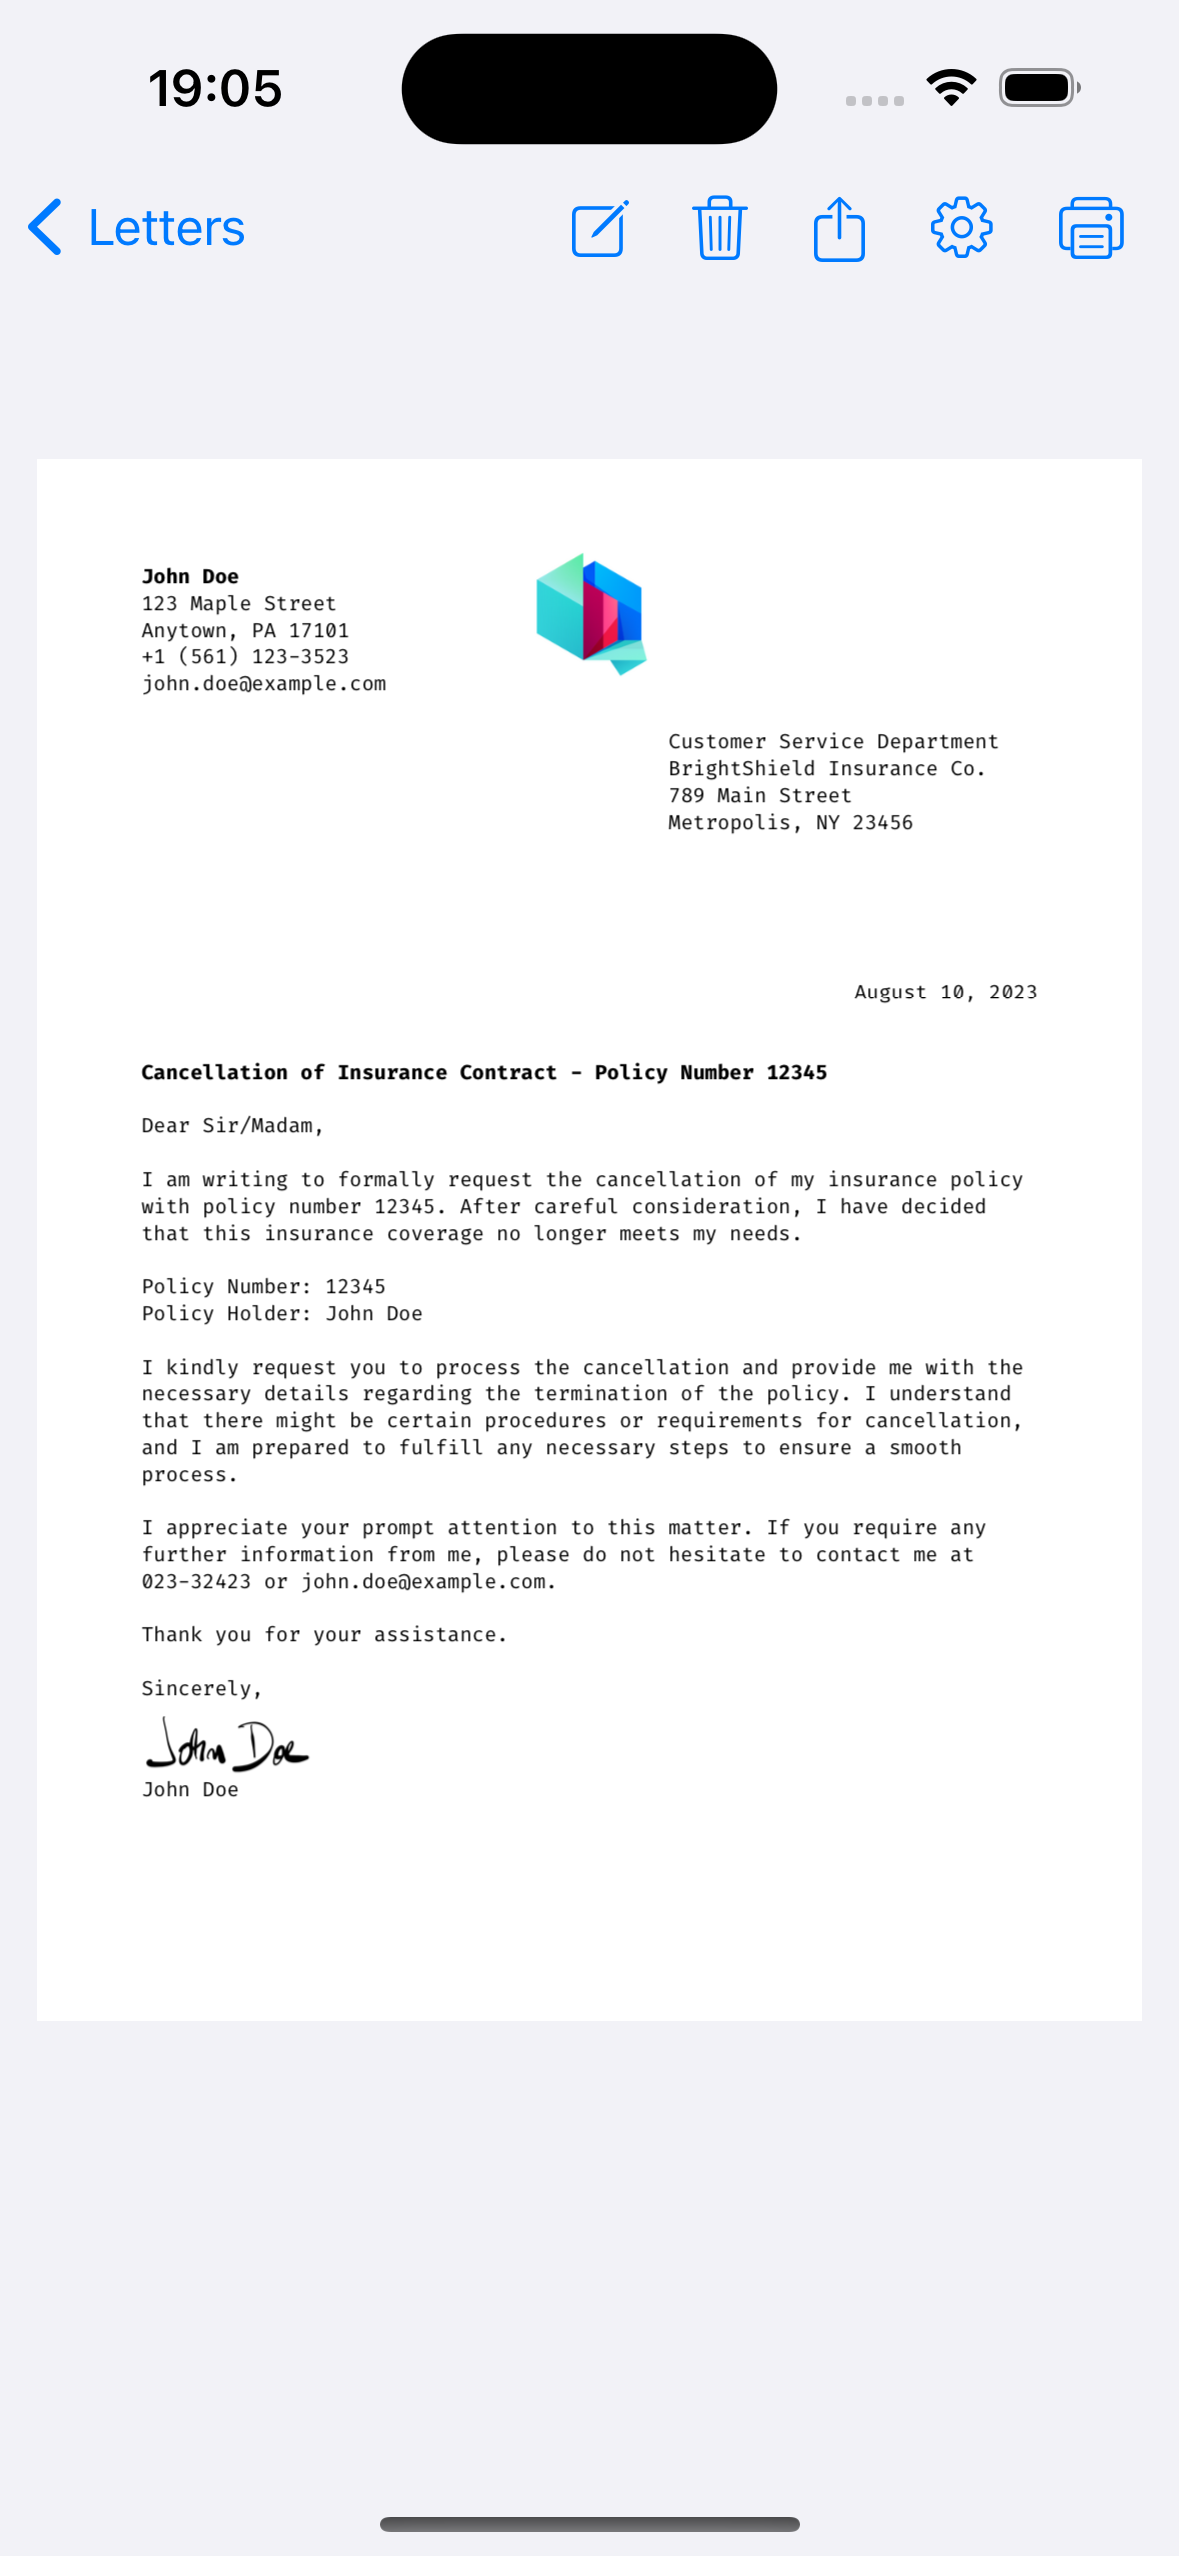 19:05
Letters
John Doe
123 Maple Street
Anytown, PA 17101
+1 (561) 123-3523
john.doe@example.com
Customer Service Department
BrightShield Insurance Co.
789 Main Street
Metropolis, NY 23456
August 10, 2023
Cancellation of Insurance Contract - Policy Number 12345
Dear Sir/Madam,
I am writing to formally request the cancellation of my insurance policy
with policy number 12345. After careful consideration, I have decided
that this insurance coverage no longer meets my needs.
Policy Number: 12345
Policy Holder: John Doe
I kindly request you to process the cancellation and provide me with the
necessary details regarding the termination of the policy. I understand
that there might be certain procedures or requirements for cancellation,
and I am prepared to fulfill any necessary steps to ensure a smooth
process.
I appreciate your prompt attention to this matter. If you require any
further information from me, please do not hesitate to contact me at
023-32423 or john.doe@example.com.
Thank you for your assistance.
Sincerely,
John Doe
John Doe